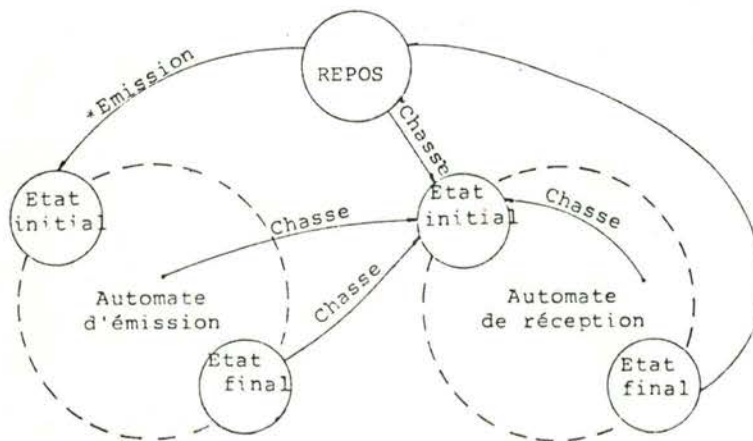 REPOS
*Emission
*Chasse
Etat
initial
Etat
initial
Chasse
Chasse
Chasse
Automate
d'émission
Automate
de réception
Etat
final
Etat
final